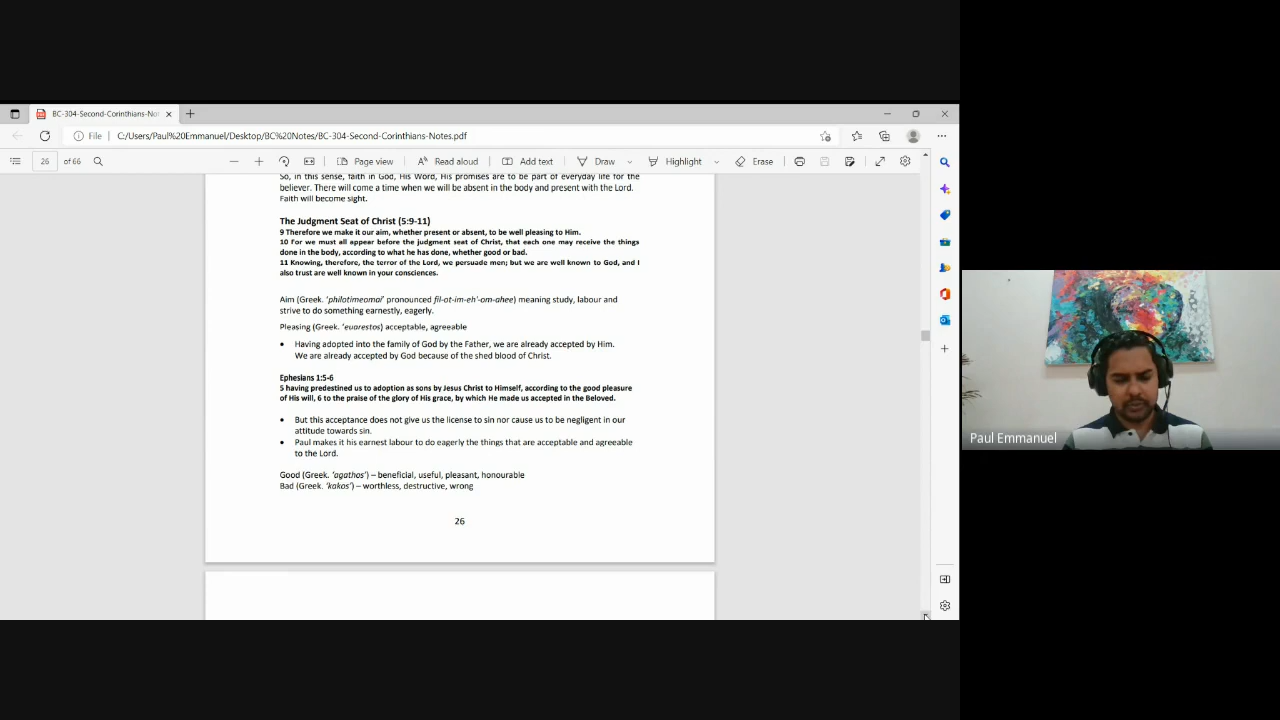 BC-304-Second-Corinthians-No
File
C:/Users/Paul%20Emmanuel/Desktop/BC%20Notes/BC-304-Second-Corinthians-Notes.pdf
26 of 66
Page view
Read aloud
Add text
Draw
Highlight
Erase
So, in this sense, faith in God, His Word, His promises are to be part of everyday life for the
believer. There will come a time when we will be absent in the body and present with the Lord.
Faith will become sight.
The Judgment Seat of Christ (5:9-11)
9 Therefore we make it our aim, whether present or absent, to be well pleasing to Him.
10 For we must all appear before the judgment seat of Christ, that each one may receive the things
done in the body, according to what he has done, whether good or bad.
11 Knowing, therefore, the terror of the Lord, we persuade men; but we are well known to God, and I
also trust are well known in your consciences.
Aim (Greek. ‘philotimeomai’ pronounced fil-ot-im-eh’-om-ahee) meaning study, labour and
strive to do something earnestly, eagerly.
Pleasing (Greek. ‘euarestos) acceptable, agreeable
• Having adopted into the family of God by the Father, we are already accepted by Him.
We are already accepted by God because of the shed blood of Christ.
Ephesians 1:5-6
5 having predestined us to adoption as sons by Jesus Christ to Himself, according to the good pleasure
of His will, 6 to the praise of the glory of His grace, by which He made us accepted in the Beloved.
• But this acceptance does not give us the license to sin nor cause us to be negligent in our
attitude towards sin.
• Paul makes it his earnest labour to do eagerly the things that are acceptable and agreeable
to the Lord.
Good (Greek. ‘agathos’) – beneficial, useful, pleasant, honourable
Bad (Greek. ‘kakos’) – worthless, destructive, wrong
26
Paul Emmanuel